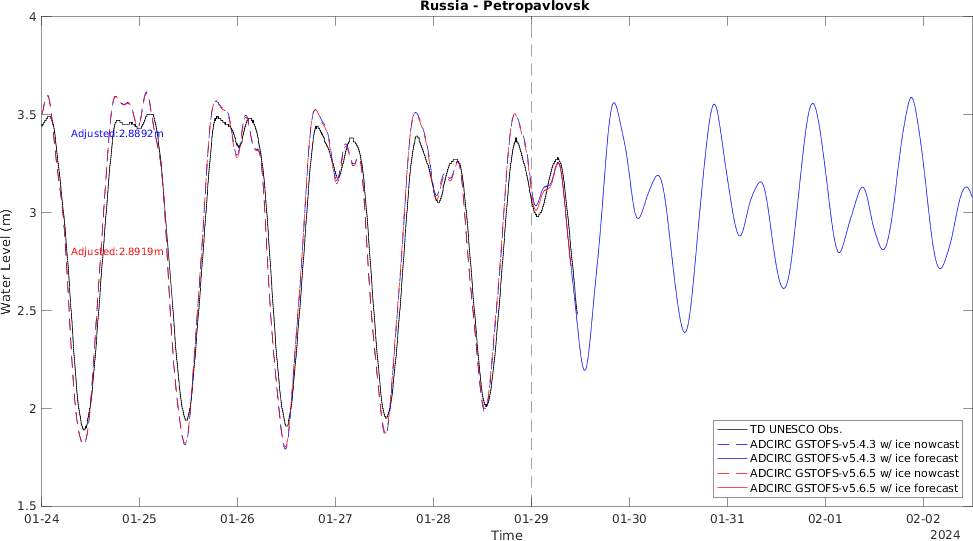 Russia - Petropavlovsk
4
3.5
3
2.5
2
1.5
Water Level (m)
Adjusted:2.8892m
Adjusted:2.8919m
TD UNESCO Obs.
ADCIRC GSTOFS-v5.4.3 w/ ice nowcast
ADCIRC GSTOFS-v5.4.3 w/ ice forecast
ADCIRC GSTOFS-v5.6.5 w/ ice nowcast
ADCIRC GSTOFS-v5.6.5 w/ ice forecast
01-24 01-25 01-26 01-27 01-28 01-29 01-30 01-31 02-01 02-02
Time
2024